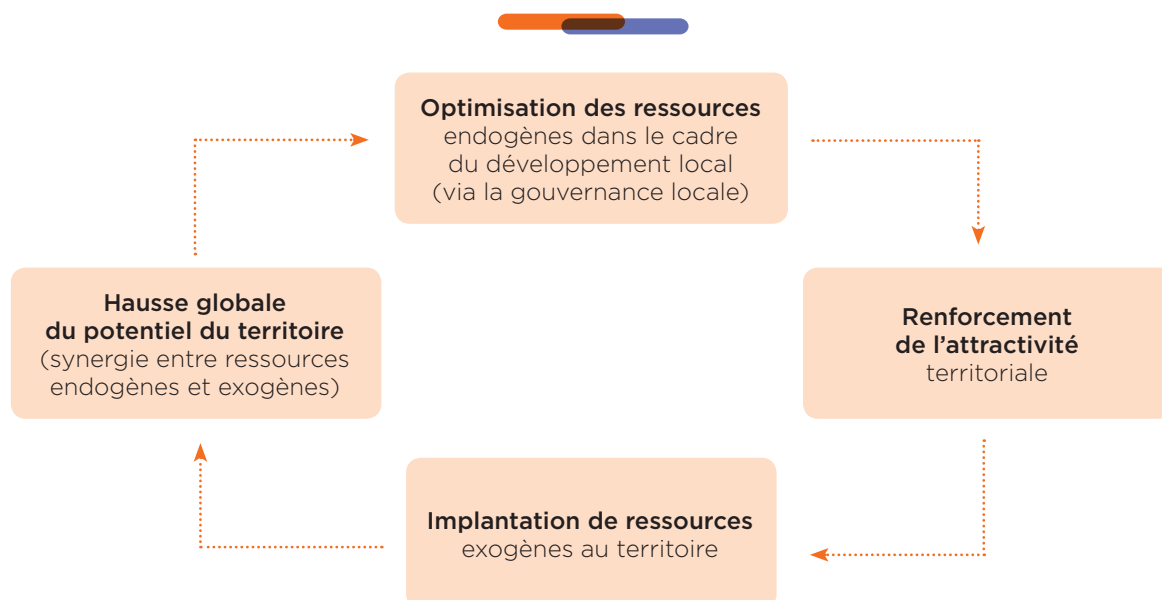 Optimisation des ressources
endogènes dans le cadre
du développement local
(via la gouvernance locale)
Hausse globale
du potentiel du territoire
(synergie entre ressources
endogènes et exogènes)
Renforcement
de l’attractivité
territoriale
Implantation de ressources
exogènes au territoire